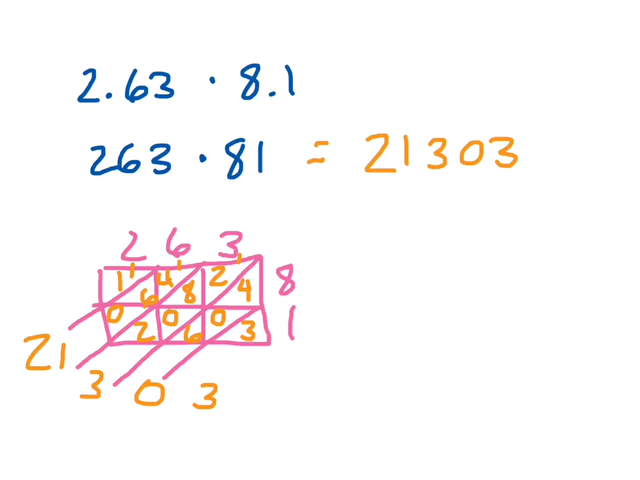 2.63 · 8.1
263 · 81 = 21303
2 6 3
1 4 2 8
6 8 4
0 0 0 1
2 6 3
21 3 0 3